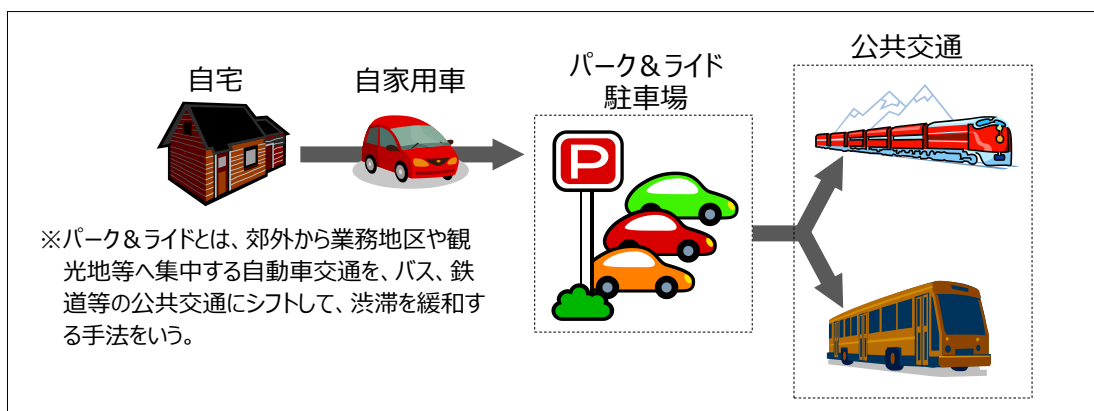 自宅
自家用車
パーク＆ライド
駐車場
公共交通
P
※パーク＆ライドとは、郊外から業務地区や観
光地等へ集中する自動車交通を、バス、鉄
道等の公共交通にシフトして、渋滞を緩和す
る手法をいう。